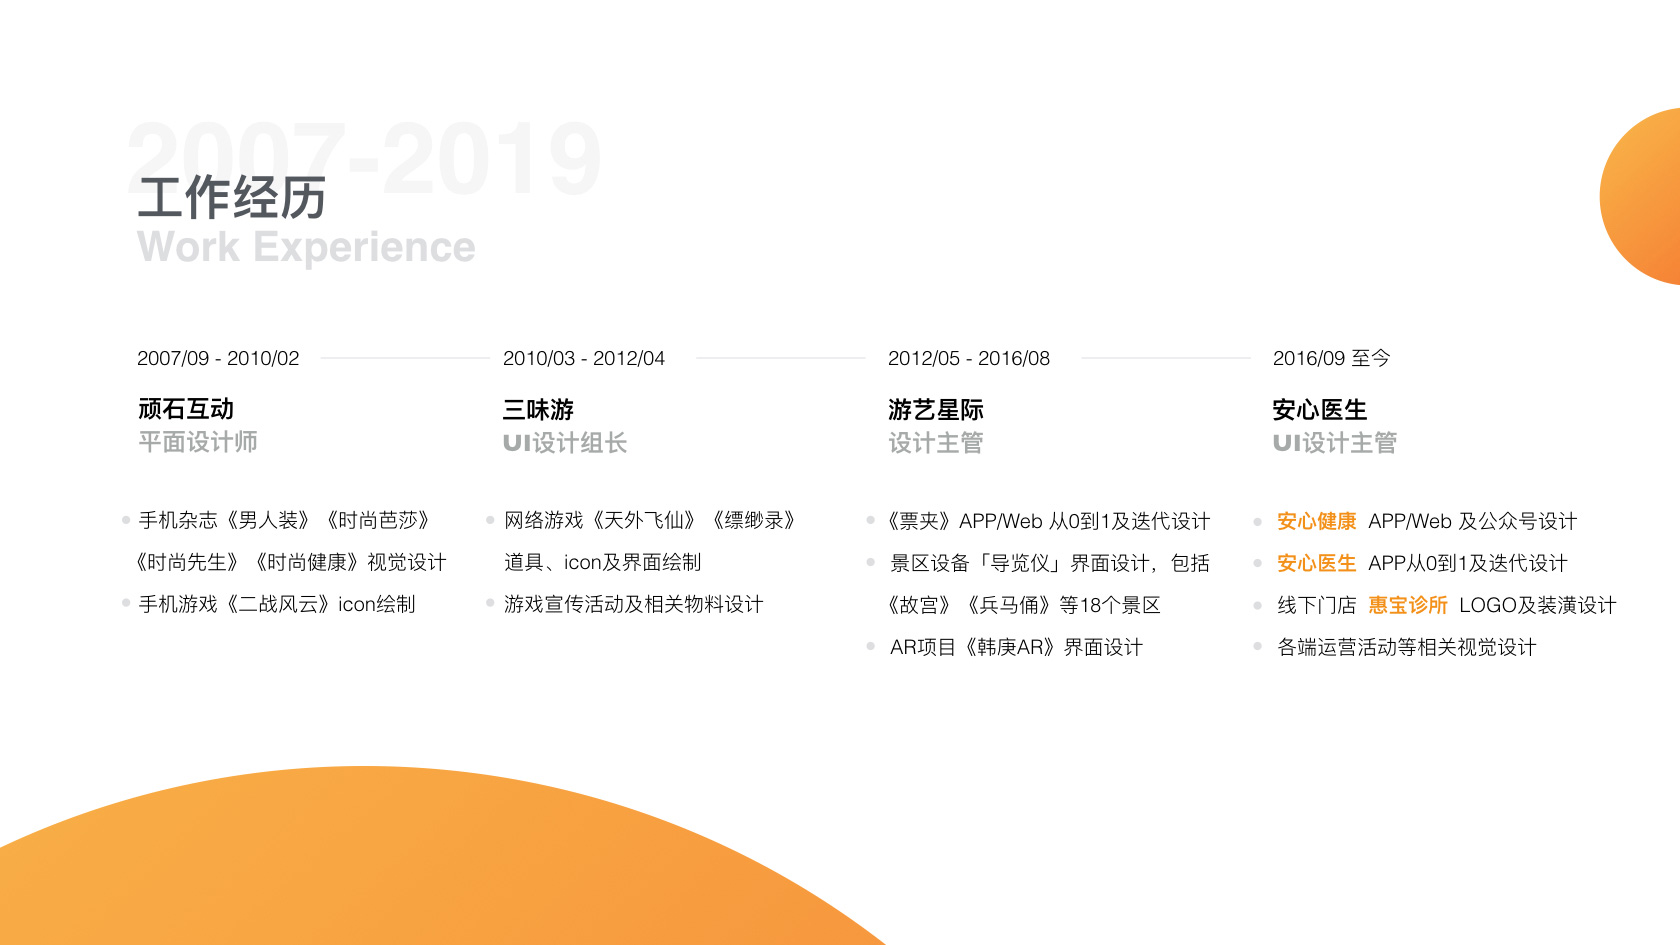 2007-2019
工作经历
Work Experience
2007/09 - 2010/02
顽石互动
平面设计师
手机杂志《男人装》《时尚芭莎》
《时尚先生》《时尚健康》视觉设计
手机游戏《二战风云》icon绘制
2010/03 - 2012/04
三味游
UI设计组长
网络游戏《天外飞仙》《缥缈录》
道具、icon及界面绘制
游戏宣传活动及相关物料设计
2012/05 - 2016/08
游艺星际
设计主管
《票夹》APP/Web 从0到1及迭代设计
景区设备「导览仪」界面设计，包括
《故宫》《兵马俑》等18个景区
AR项目《韩庚AR》界面设计
2016/09 至今
安心医生
UI设计主管
安心健康 APP/Web 及公众号设计
安心医生 APP从0到1及迭代设计
线下门店 惠宝诊所 LOGO及装潢设计
各端运营活动等相关视觉设计